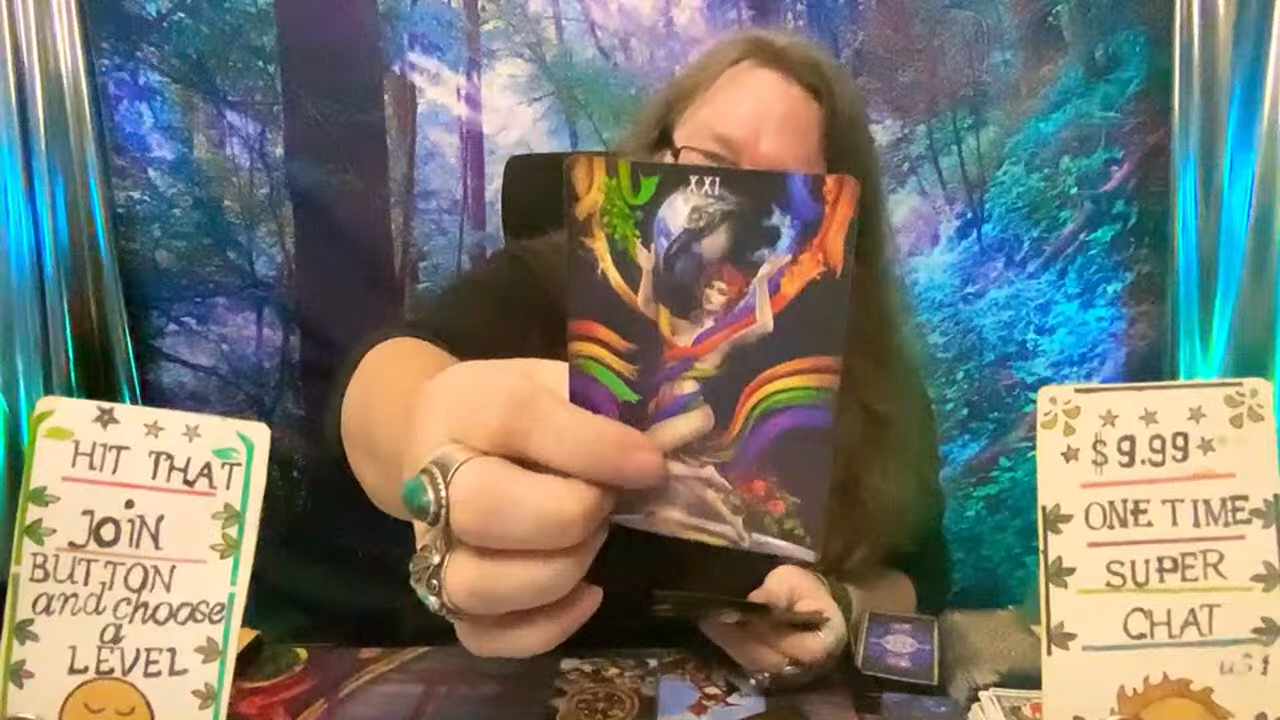 XXI
HIT THAT
JOiN
BUTTON
and choose
a
LEVEL
$9.99
ONE TIME
SUPER
CHAT